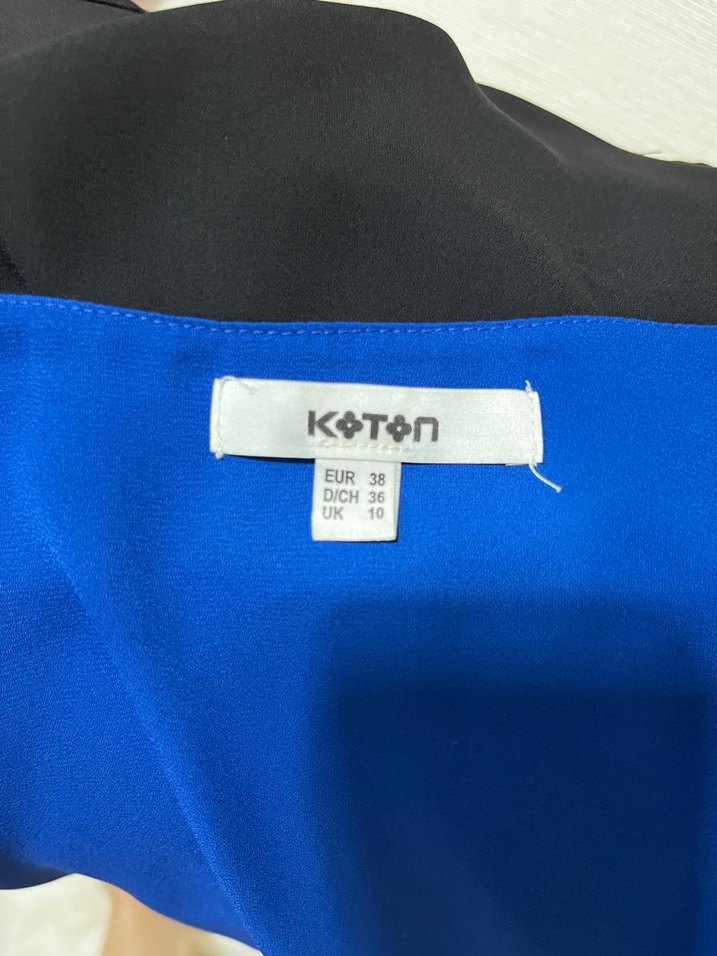 KOTON
EUR 38
D/CH 36
UK 10